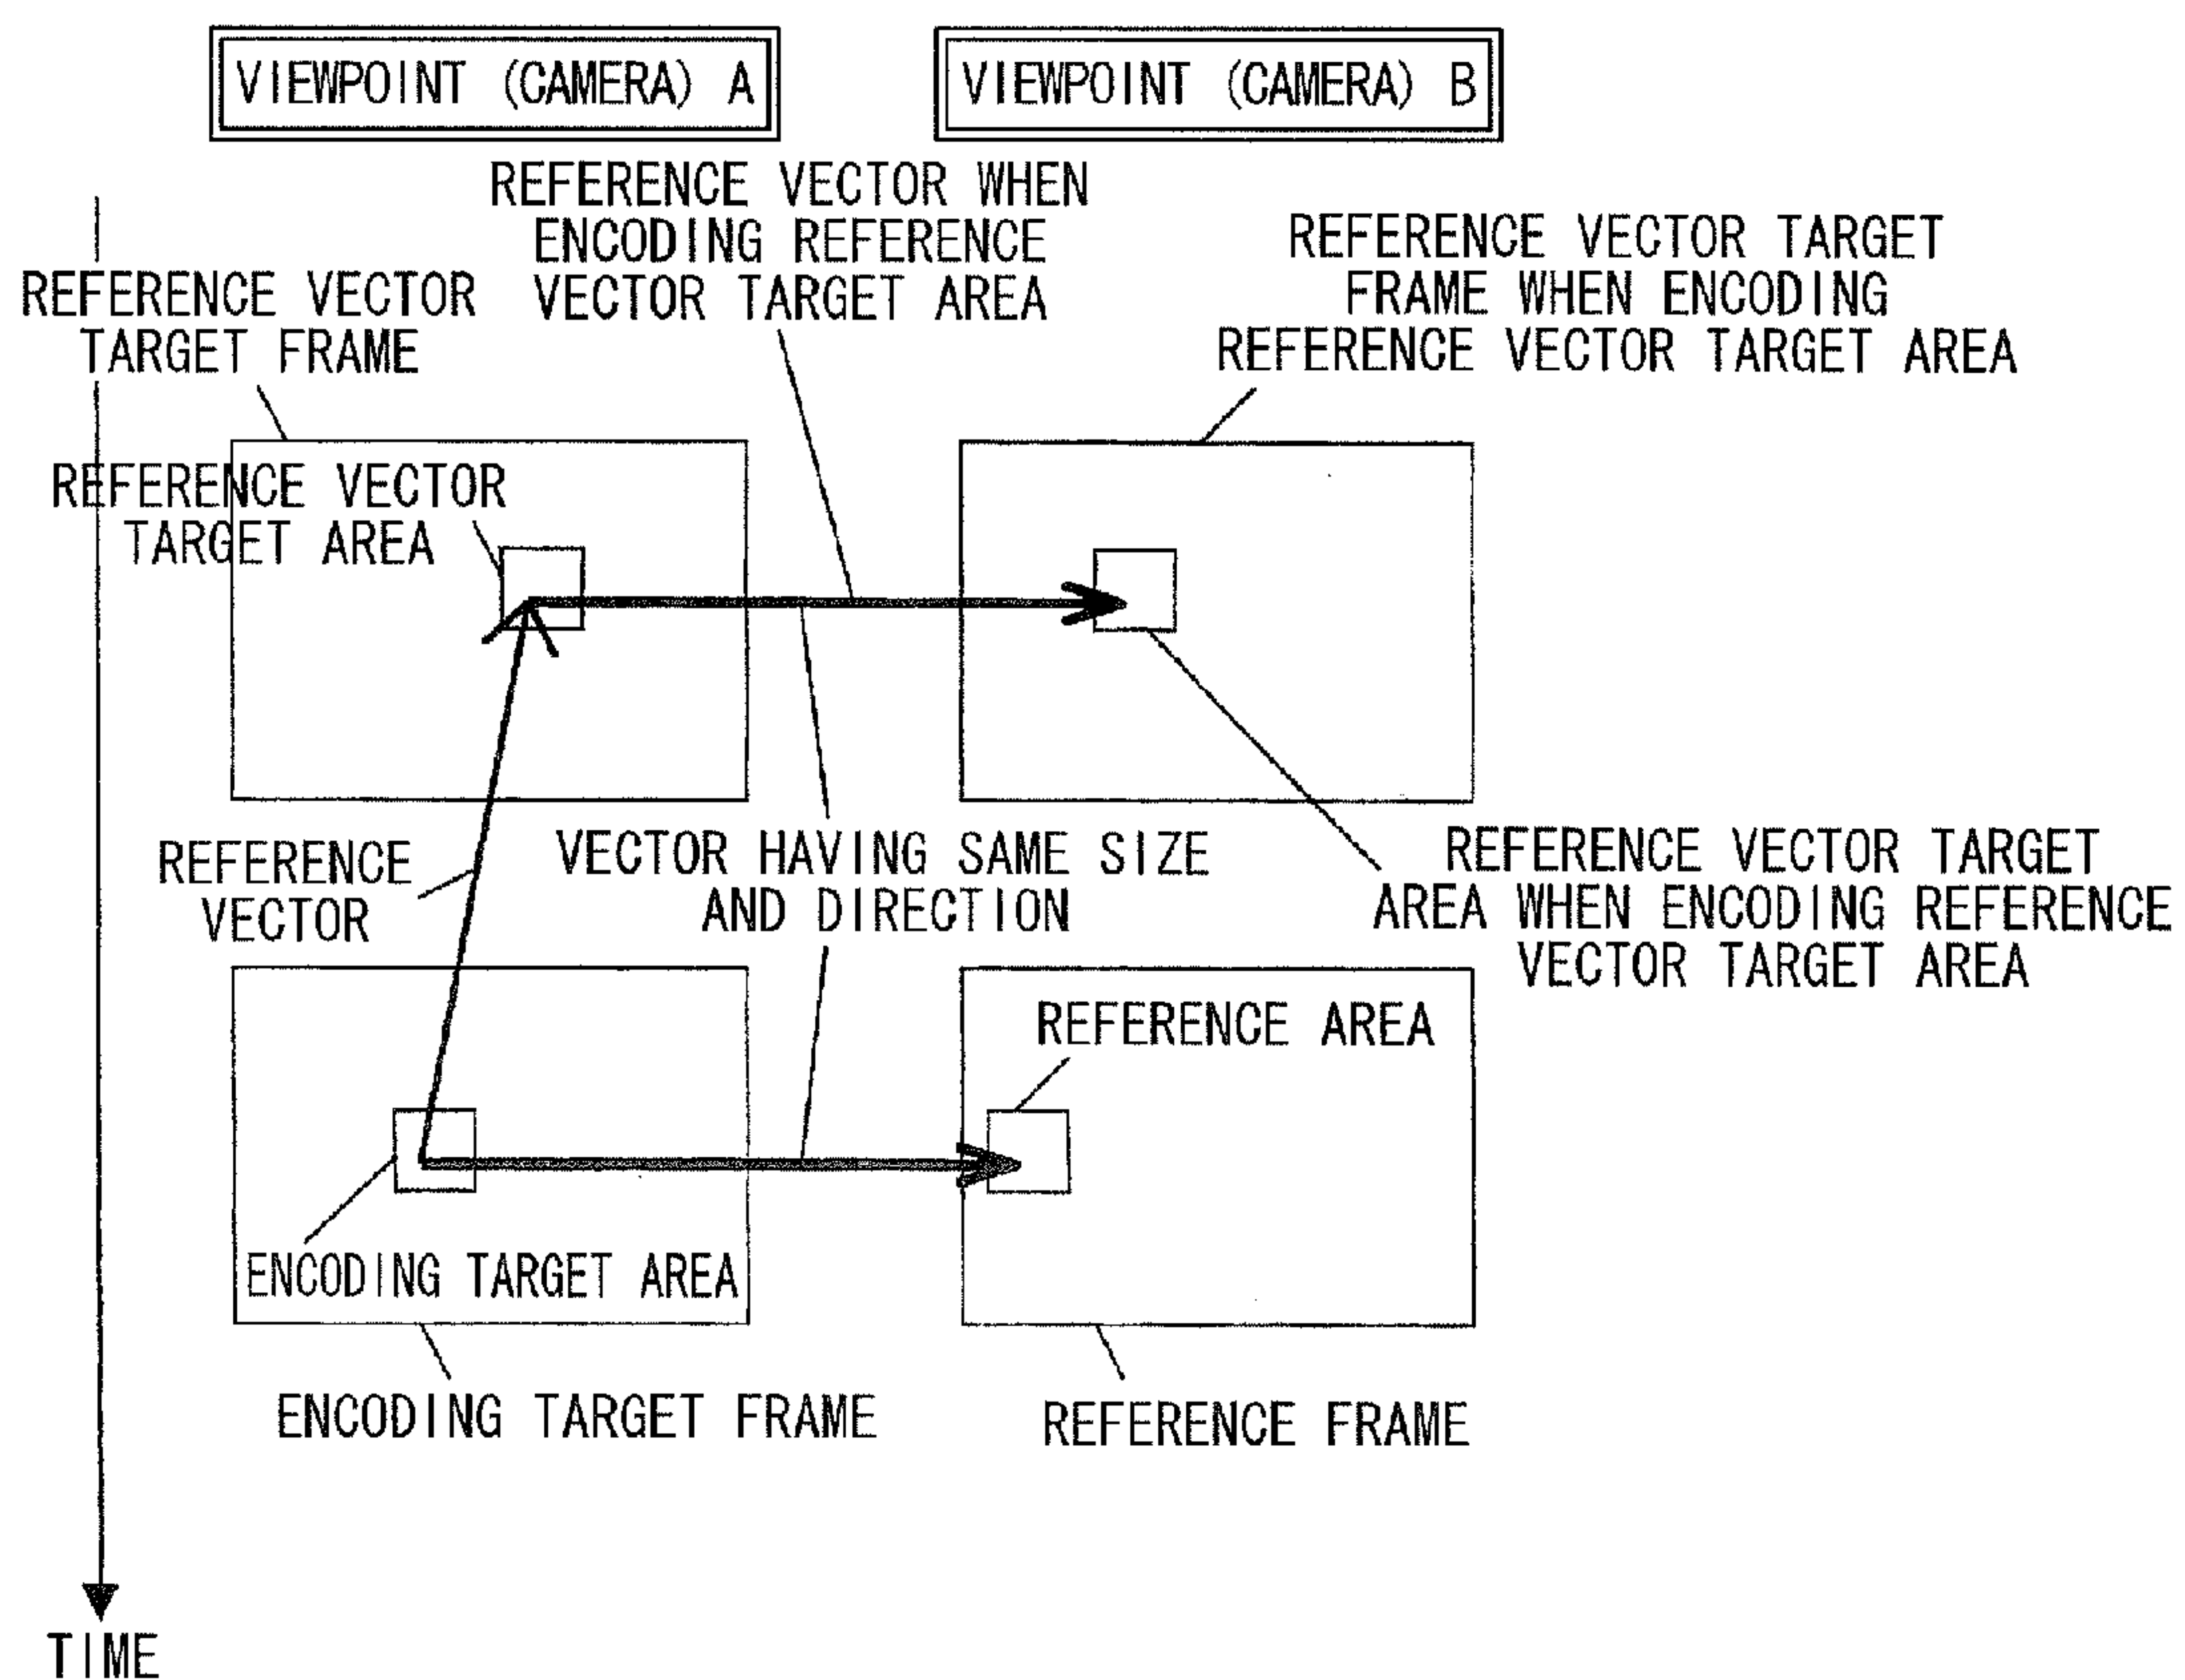 VIEWPOINT (CAMERA) A
VIEWPOINT (CAMERA) B
REFERENCE VECTOR WHEN
ENCODING REFERENCE
VECTOR TARGET AREA
REFERENCE VECTOR TARGET
FRAME WHEN ENCODING
REFERENCE VECTOR TARGET AREA
REFERENCE VECTOR
TARGET FRAME
REFERENCE VECTOR
TARGET AREA
REFERENCE
VECTOR
VECTOR HAVING SAME SIZE
AND DIRECTION
REFERENCE VECTOR TARGET
AREA WHEN ENCODING REFERENCE
VECTOR TARGET AREA
REFERENCE AREA
ENCODING TARGET AREA
ENCODING TARGET FRAME
REFERENCE FRAME
TIME